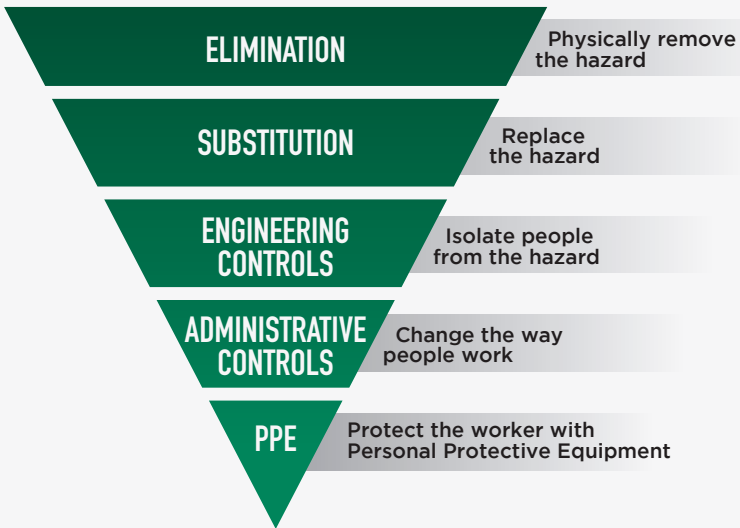 ELIMINATION
Physically remove
the hazard
SUBSTITUTION
Replace
the hazard
ENGINEERING
CONTROLS
Isolate people
from the hazard
ADMINISTRATIVE
CONTROLS
Change the way
people work
PPE
Protect the worker with
Personal Protective Equipment